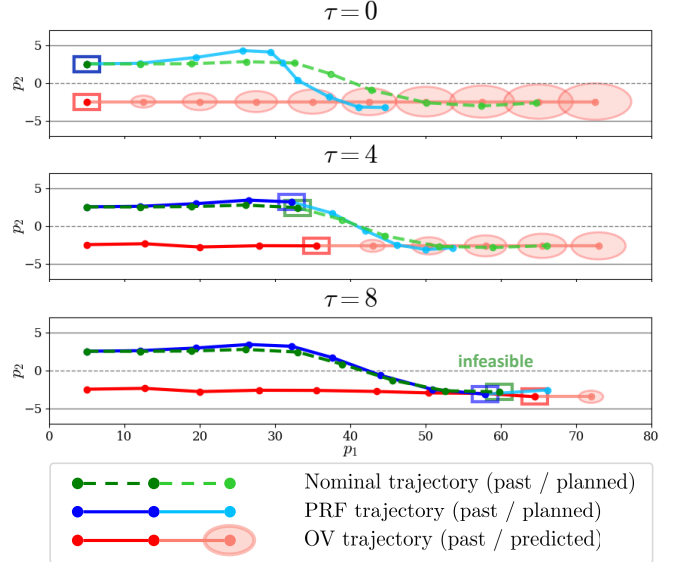 τ = 0
5
0
−5
p₂
τ = 4
5
0
−5
p₂
τ = 8
5
0
−5
p₂
infeasible
0 10 20 30 40 50 60 70 80
p₁
Nominal trajectory (past / planned)
PRF trajectory (past / planned)
OV trajectory (past / predicted)